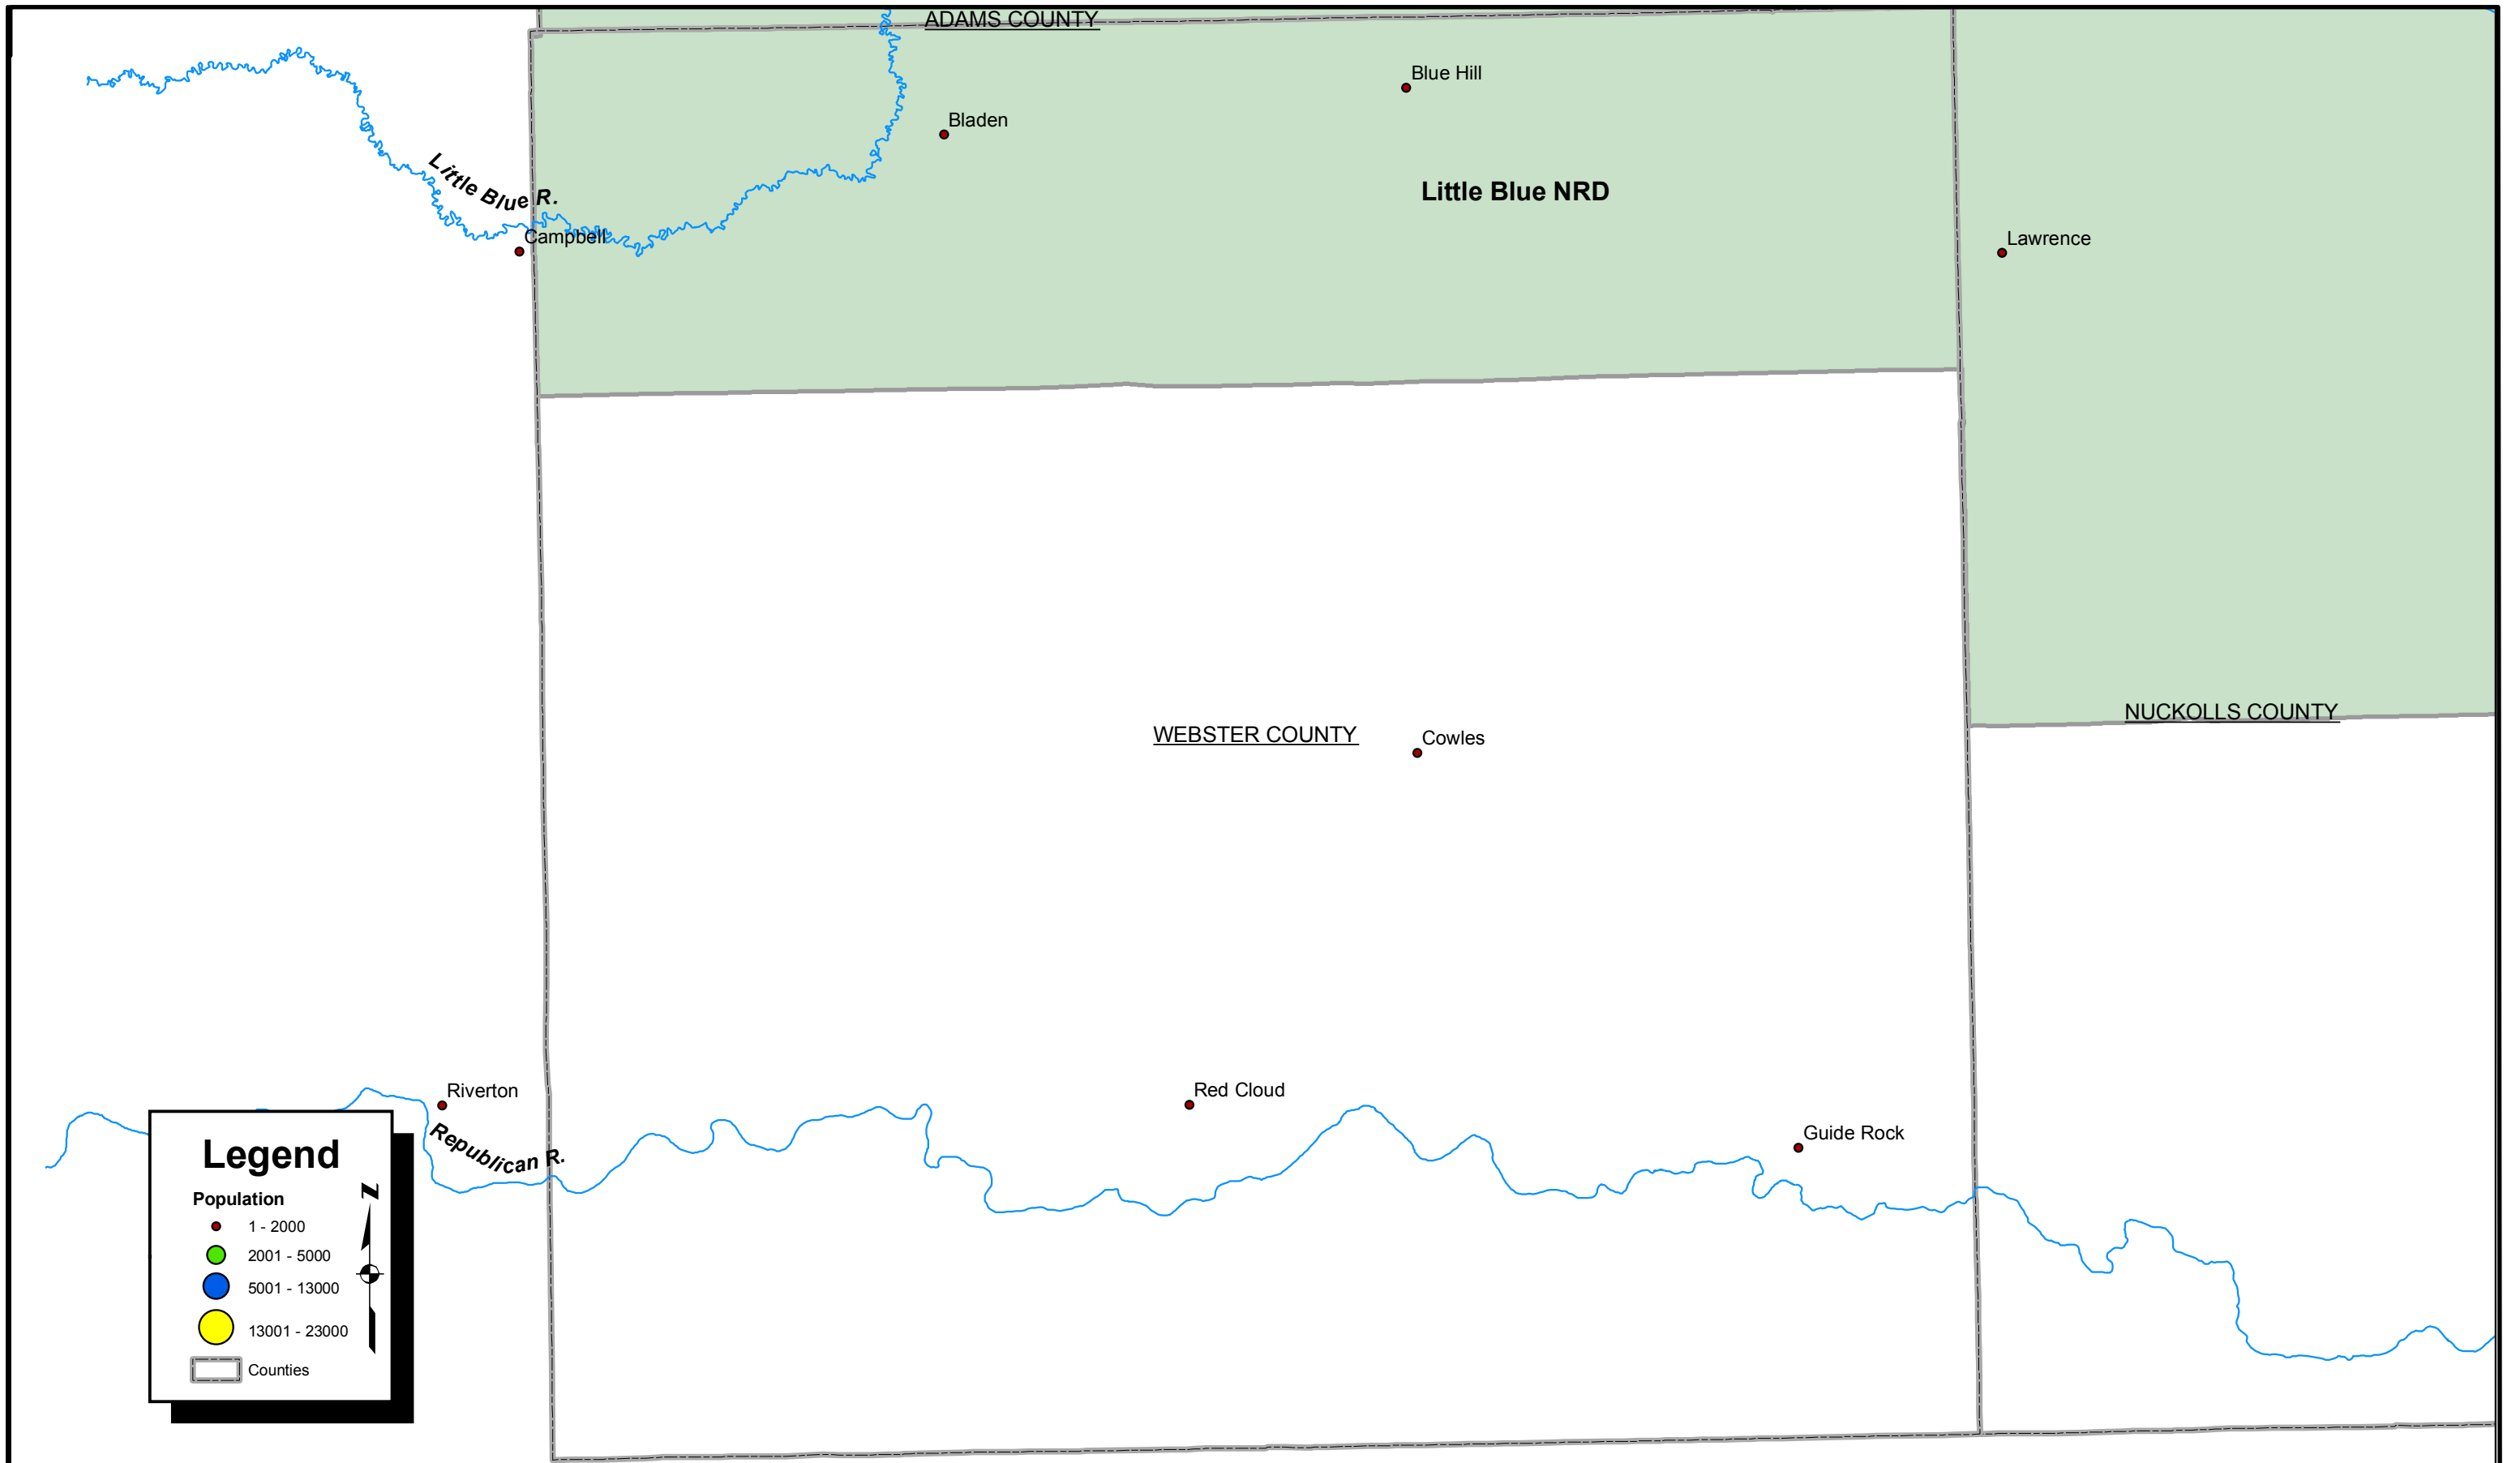 ADAMS COUNTY
Blue Hill
Bladen
Little Blue R.
Little Blue NRD
Campbell
Lawrence
NUCKOLLS COUNTY
WEBSTER COUNTY
Cowles
Riverton
Red Cloud
Republican R.
Guide Rock
Legend
Population
N
1 - 2000
2001 - 5000
5001 - 13000
13001 - 23000
Counties